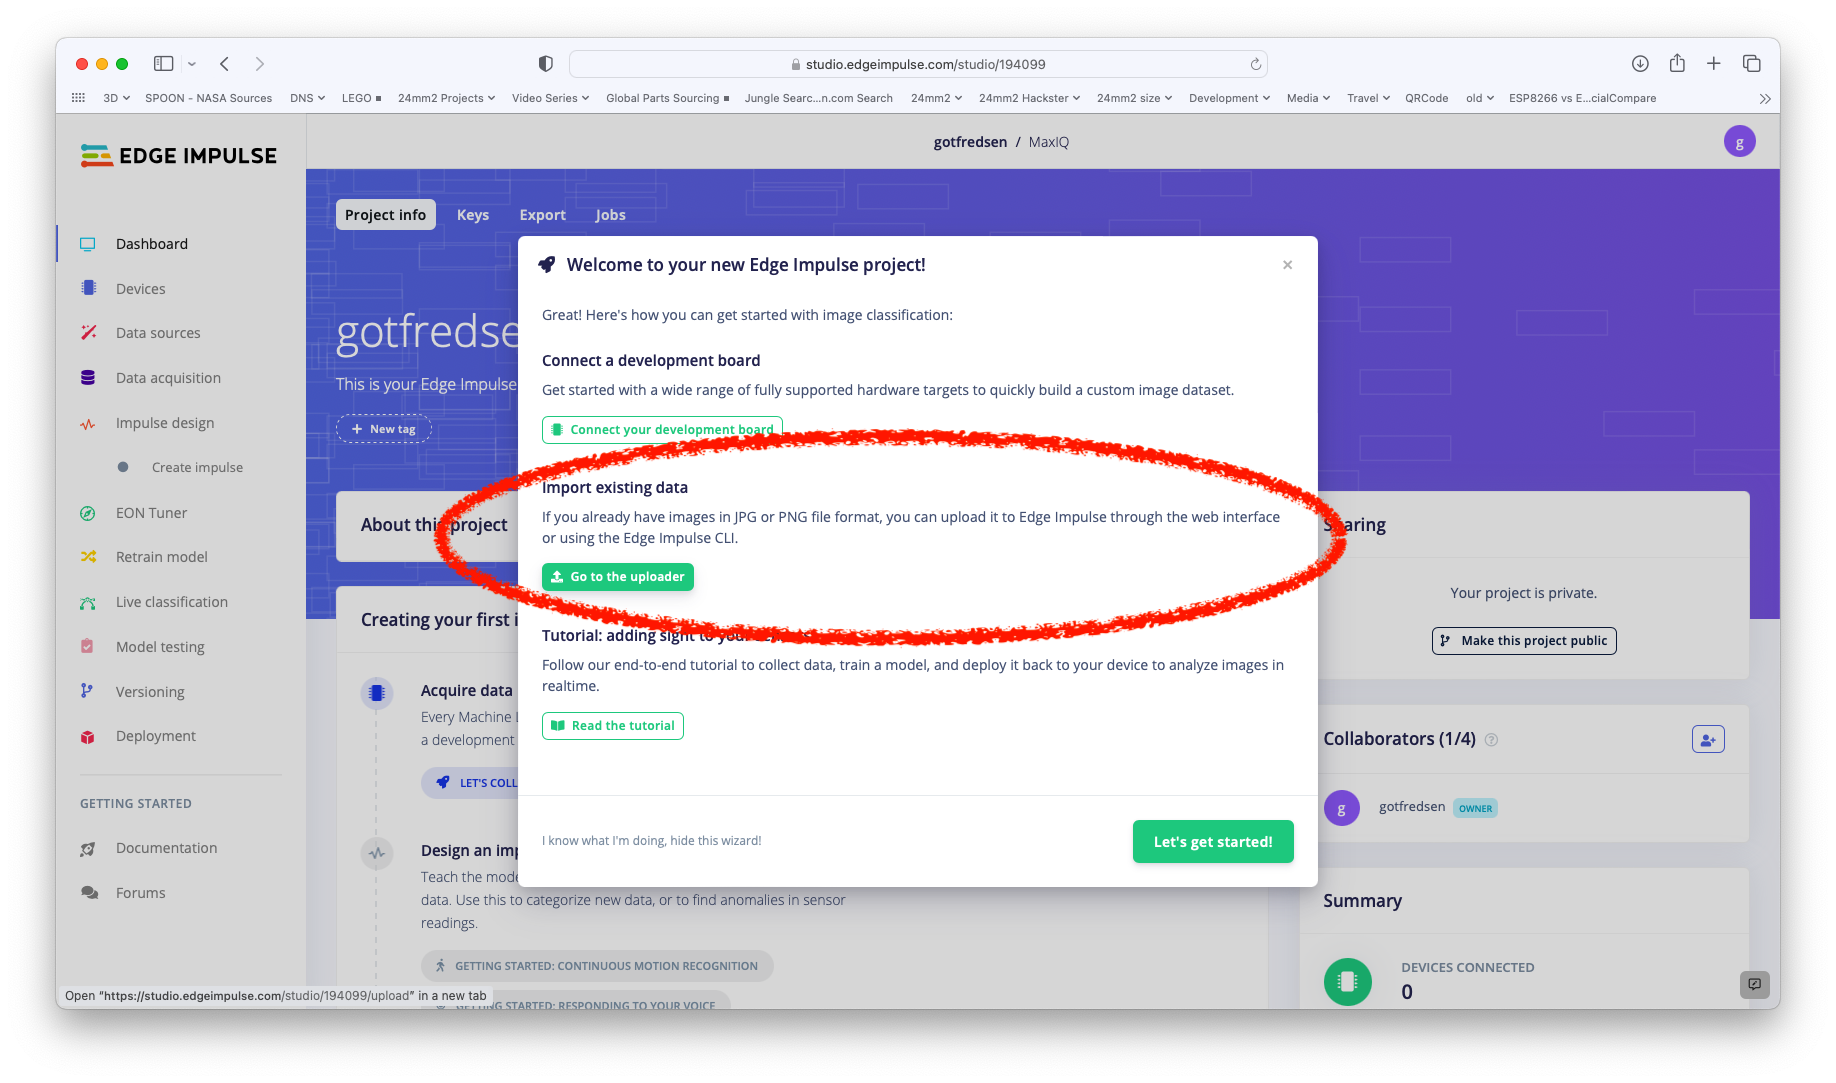 studio.edgeimpulse.com/studio/194099
3D
SPOON - NASA Sources
DNS
LEGO
24mm2 Projects
Video Series
Global Parts Sourcing
Jungle Searc...n.com Search
24mm2
24mm2 Hackster
24mm2 size
Development
Media
Travel
QRCode
old
ESP8266 vs E...cialCompare
EDGE IMPULSE
gotfredsen / MaxIQ
g
Dashboard
Devices
Data sources
Data acquisition
Impulse design
Create impulse
EON Tuner
Retrain model
Live classification
Model testing
Versioning
Deployment
GETTING STARTED
Documentation
Forums
Project info
Keys
Export
Jobs
gotfredse
This is your Edge Impulse
+ New tag
About this project
Creating your first i
Acquire data
Every Machine L
a development
LET'S COLL
Design an imp
Teach the mode
data. Use this to categorize new data, or to find anomalies in sensor
readings.
GETTING STARTED: CONTINUOUS MOTION RECOGNITION
GETTING STARTED: RESPONDING TO YOUR VOICE
Welcome to your new Edge Impulse project!
×
Great! Here's how you can get started with image classification:
Connect a development board
Get started with a wide range of fully supported hardware targets to quickly build a custom image dataset.
Connect your development board
Import existing data
If you already have images in JPG or PNG file format, you can upload it to Edge Impulse through the web interface
or using the Edge Impulse CLI.
Go to the uploader
Tutorial: adding sight to your
Follow our end-to-end tutorial to collect data, train a model, and deploy it back to your device to analyze images in
realtime.
Read the tutorial
I know what I'm doing, hide this wizard!
Let's get started!
Sharing
Your project is private.
Make this project public
Collaborators (1/4) ?
g
gotfredsen OWNER
Summary
DEVICES CONNECTED
0
Open "https://studio.edgeimpulse.com/studio/194099/upload" in a new tab